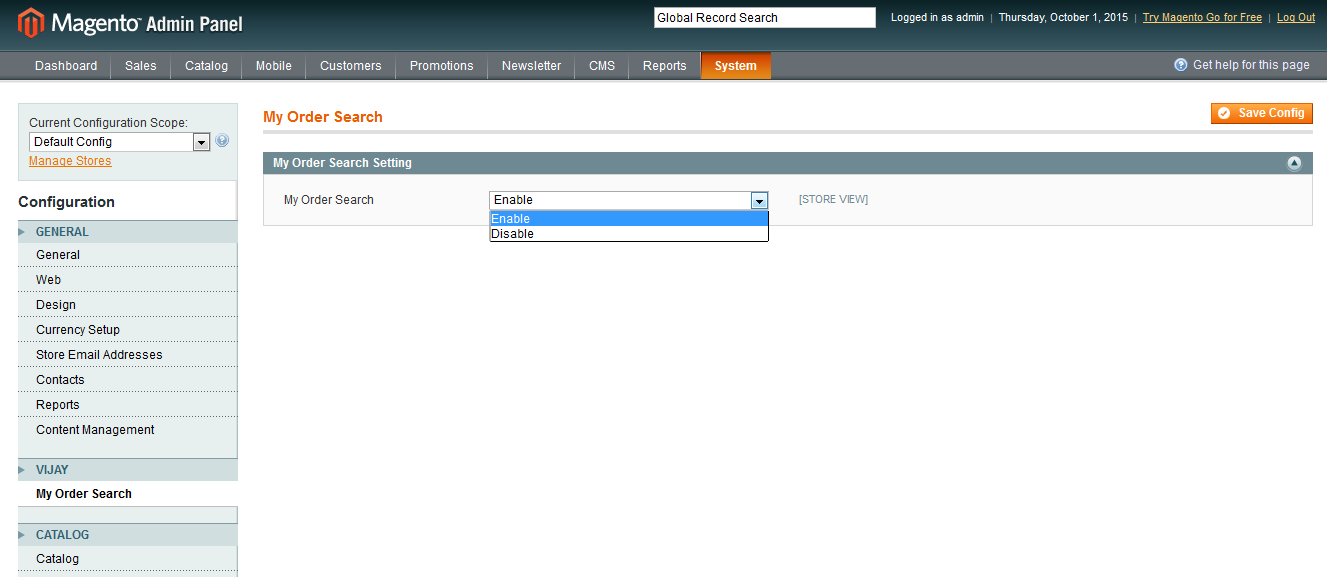 Magento Admin Panel
Global Record Search
Logged in as admin | Thursday, October 1, 2015 | Try Magento Go for Free | Log Out
Dashboard Sales Catalog Mobile Customers Promotions Newsletter CMS Reports System Get help for this page
Current Configuration Scope:
Default Config
Manage Stores
Configuration
GENERAL
General
Web
Design
Currency Setup
Store Email Addresses
Contacts
Reports
Content Management
VIJAY
My Order Search
CATALOG
Catalog
My Order Search
Save Config
My Order Search Setting
My Order Search Enable [STORE VIEW]
Enable
Disable